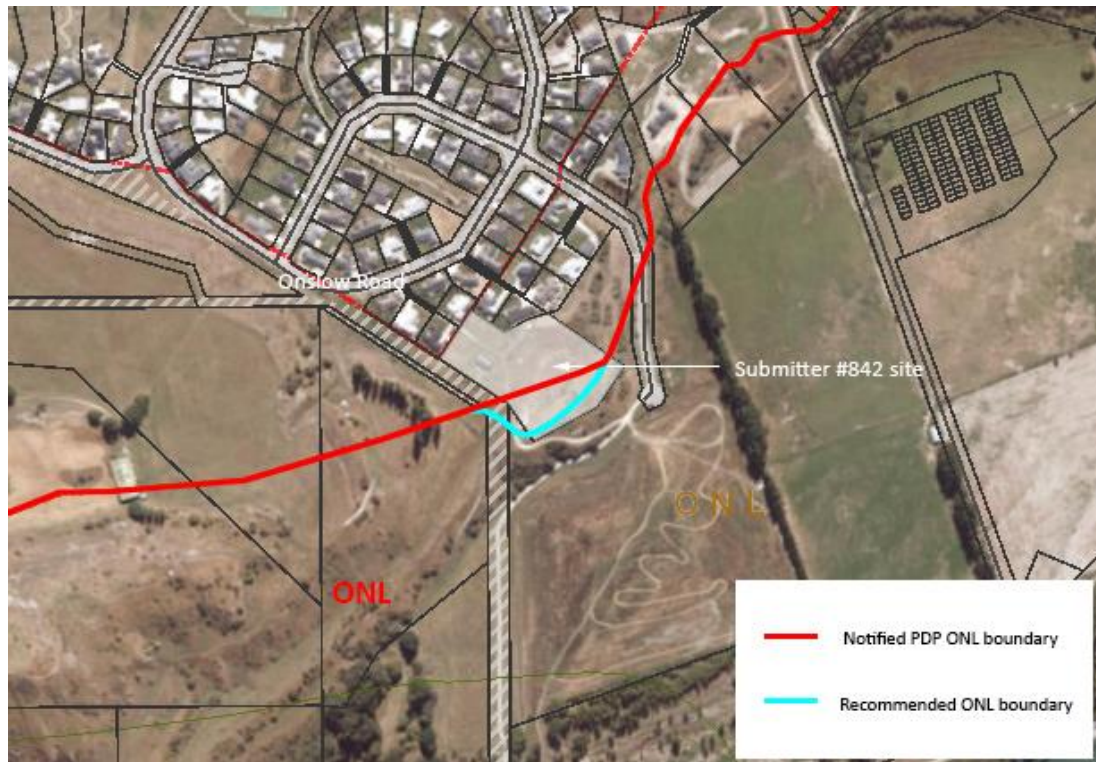 Onslow Road
Submitter #842 site
ONL
ONL
Notified PDP ONL boundary
Recommended ONL boundary